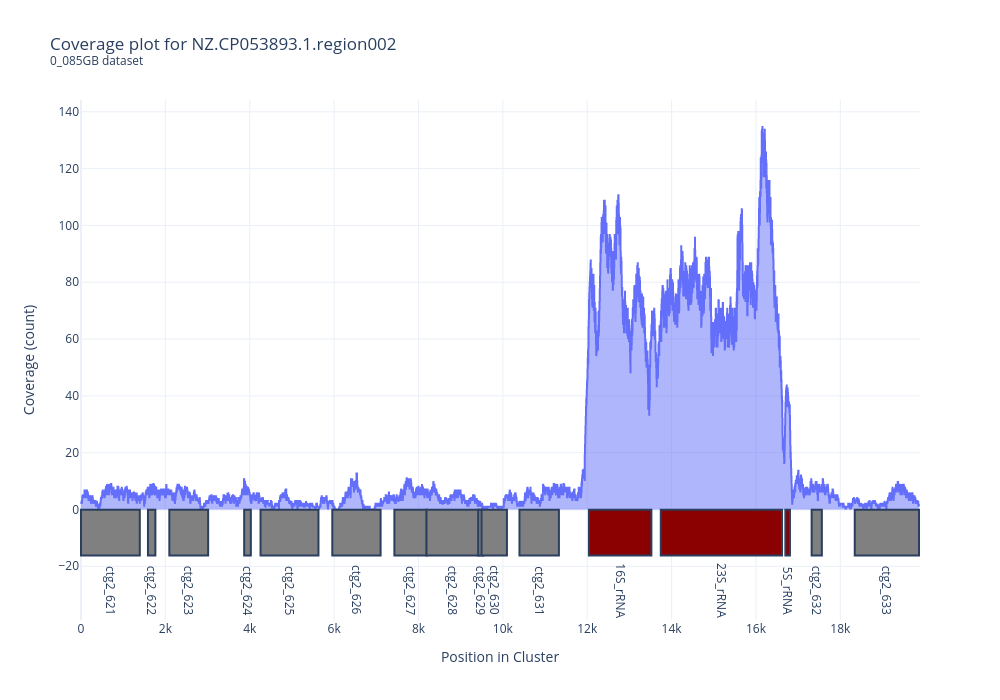 Coverage plot for NZ.CP053893.1.region002
0_085GB dataset
140
120
100
80
60
40
20
0
−20
Coverage (count)
ctg2_621
ctg2_622
ctg2_623
ctg2_624
ctg2_625
ctg2_626
ctg2_627
ctg2_628
ctg2_629
ctg2_630
ctg2_631
16S_rRNA
23S_rRNA
5S_rRNA
ctg2_632
ctg2_633
0 2k 4k 6k 8k 10k 12k 14k 16k 18k
Position in Cluster